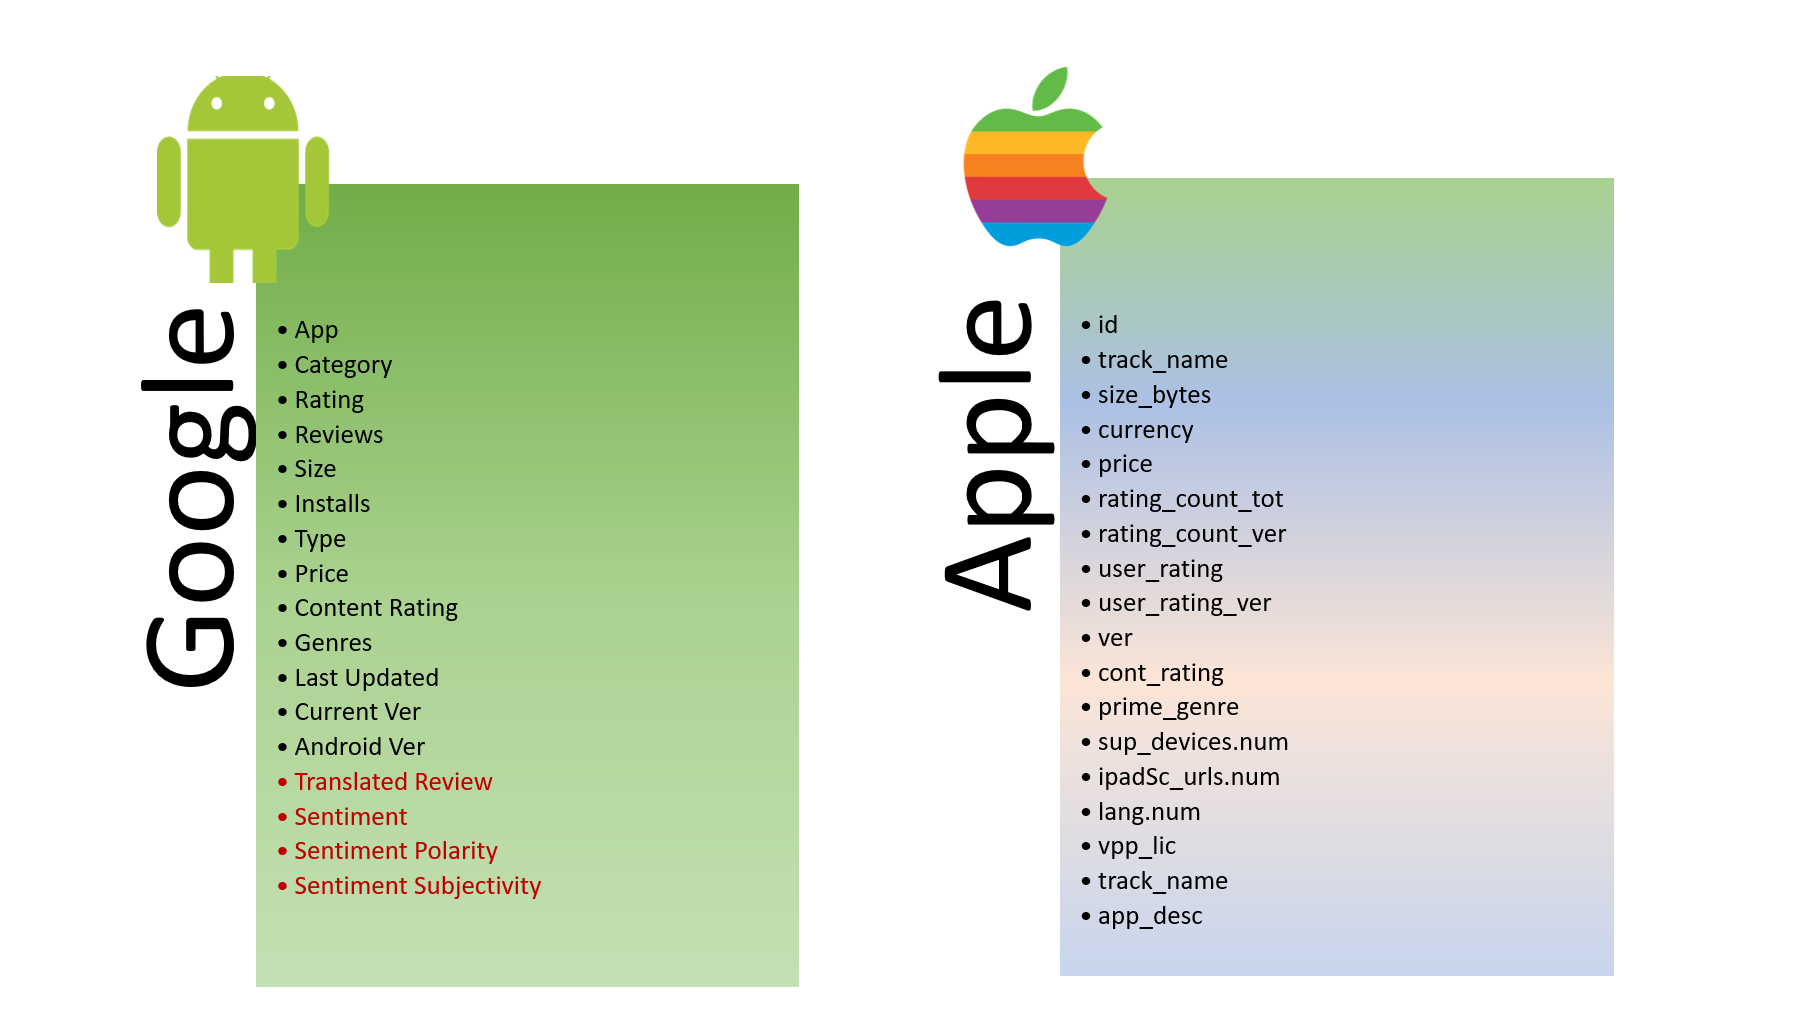 Google
• App
• Category
• Rating
• Reviews
• Size
• Installs
• Type
• Price
• Content Rating
• Genres
• Last Updated
• Current Ver
• Android Ver
• Translated Review
• Sentiment
• Sentiment Polarity
• Sentiment Subjectivity
Apple
• id
• track_name
• size_bytes
• currency
• price
• rating_count_tot
• rating_count_ver
• user_rating
• user_rating_ver
• ver
• cont_rating
• prime_genre
• sup_devices.num
• ipadSc_urls.num
• lang.num
• vpp_lic
• track_name
• app_desc